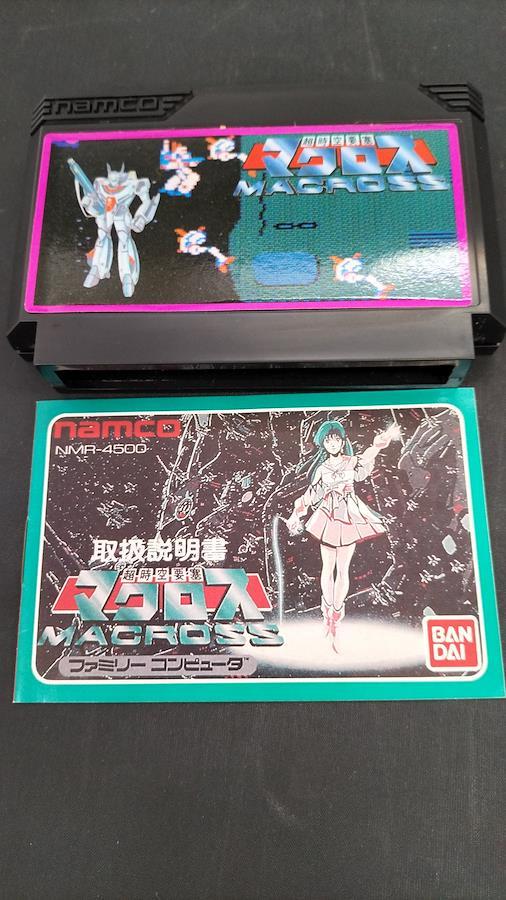 namco
超時空要塞
マクロス
MACROSS
namco
NMR-4500
取扱説明書
超時空要塞
マクロス
MACROSS
ファミリーコンピュータ™
BAN
DAI